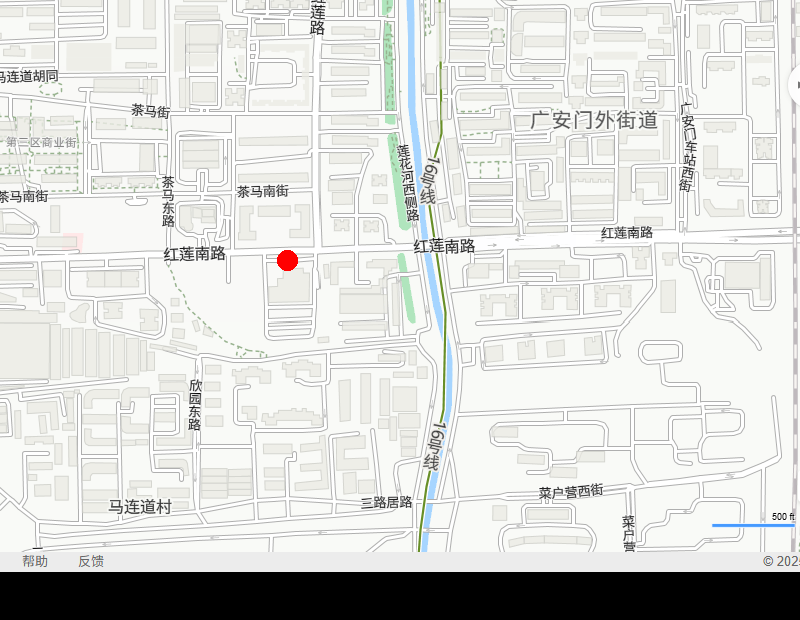 红莲路
马连道胡同
茶马街
广安门外街道
广安门车站西街
第三区商业街
莲花河西侧路
16号线
茶马东路
茶马南街
茶马南街
红莲南路
红莲南路
红莲南路
欣园东路
16号线
马连道村
三路居路
菜户营西街
菜户营
500 ft
帮助
反馈